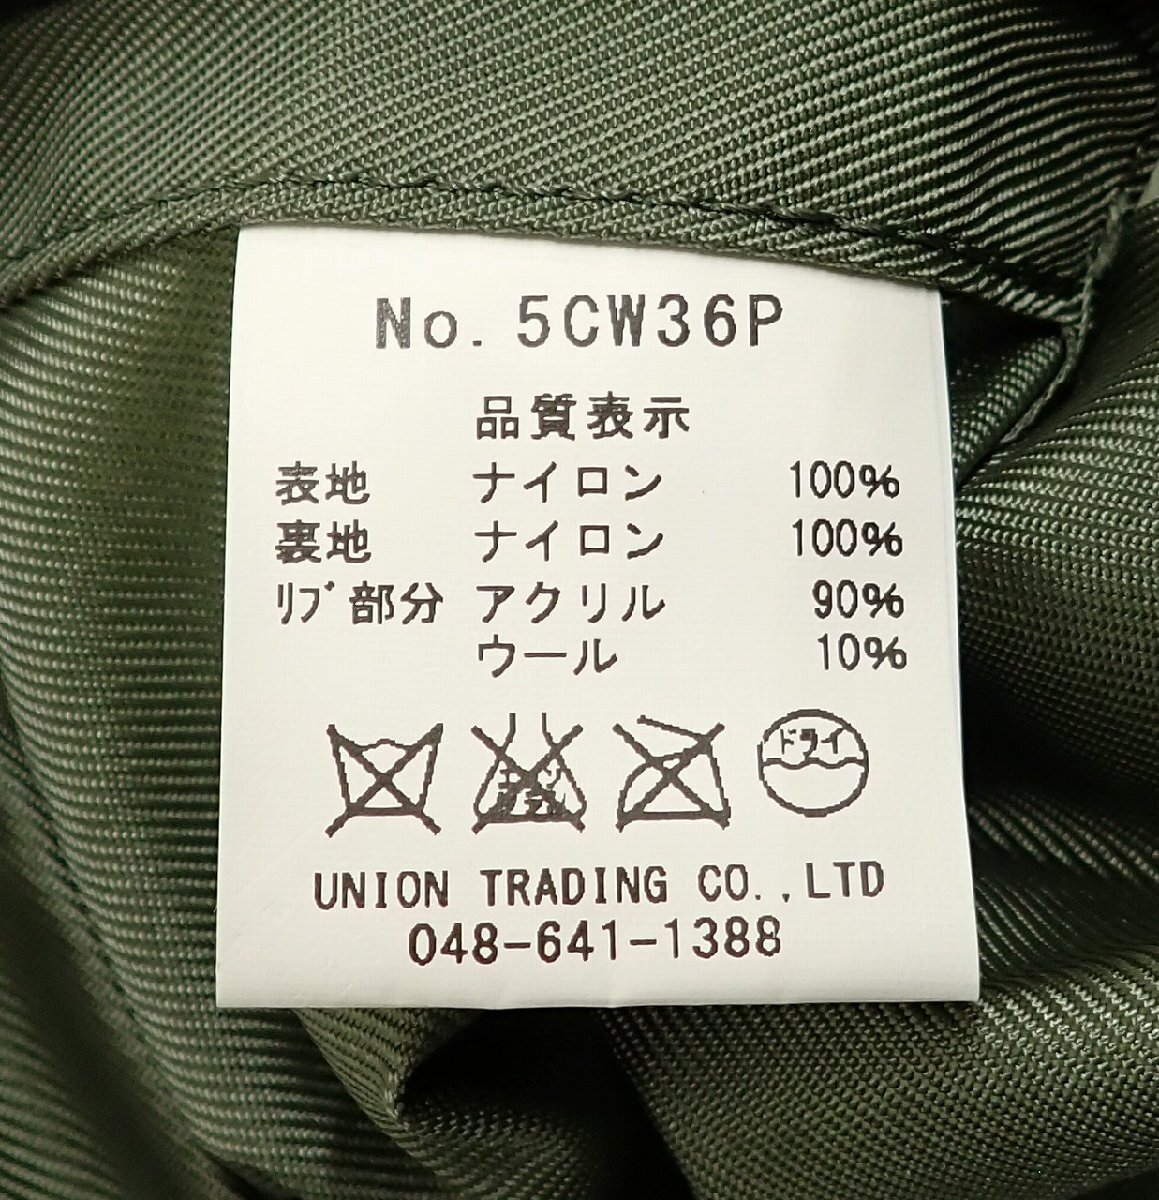 No. 5CW36P
品質表示
表地 ナイロン 100%
裏地 ナイロン 100%
ﾘﾌﾞ部分 アクリル 90%
ウール 10%
ドライ
UNION TRADING CO.,LTD
048-641-1388